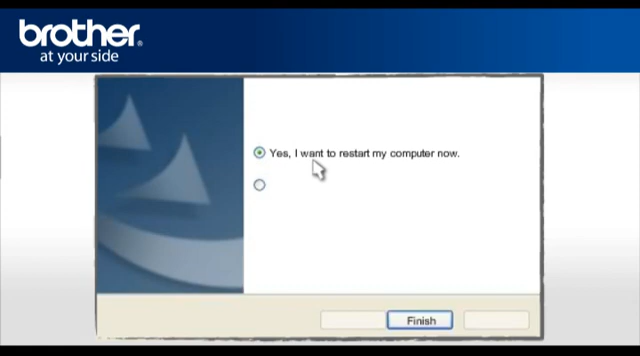 brother
at your side
Yes, I want to restart my computer now.
Finish